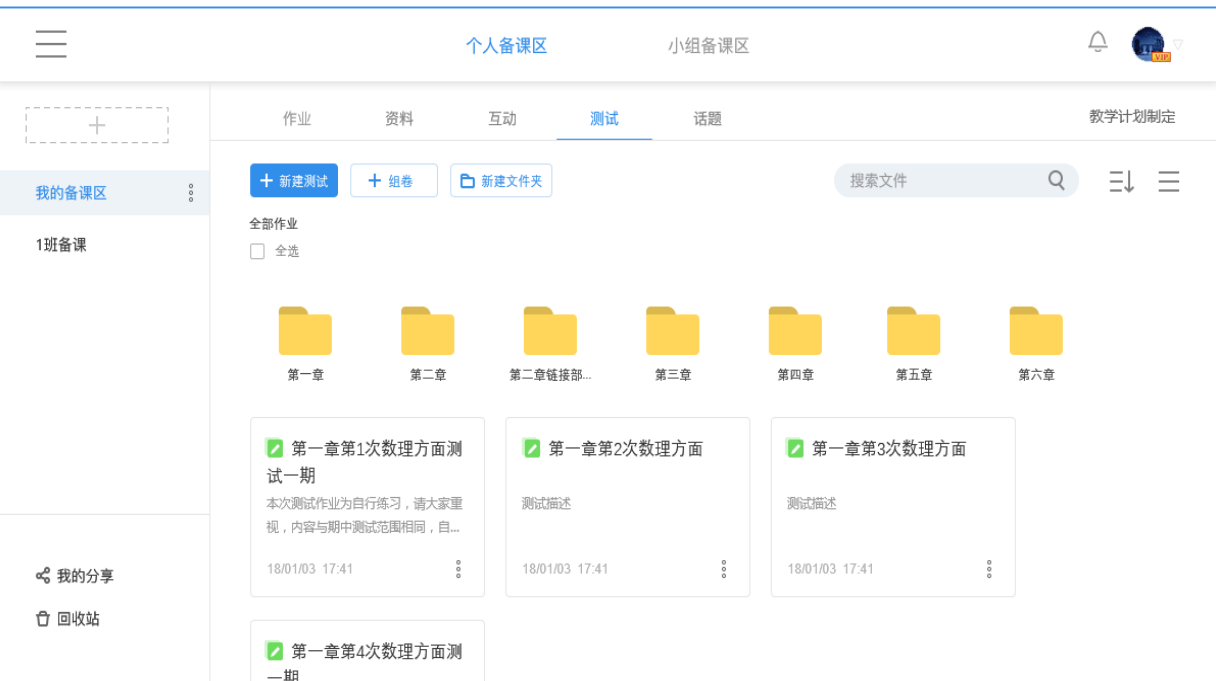 个人备课区
小组备课区
VIP
作业
资料
互动
测试
话题
教学计划制定
我的备课区
1班备课
我的分享
回收站
新建测试
组卷
新建文件夹
搜索文件
全部作业
全选
第一章
第二章
第二章链接部...
第三章
第四章
第五章
第六章
第一章第1次数理方面测
试一期
本次测试作业为自行练习，请大家重
视，内容与期中测试范围相同，自...
18/01/03 17:41
第一章第2次数理方面
测试描述
18/01/03 17:41
第一章第3次数理方面
测试描述
18/01/03 17:41
第一章第4次数理方面测
一期